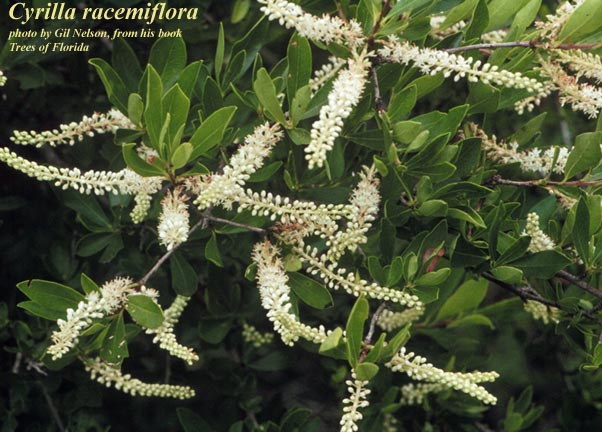 Cyrilla racemiflora
photo by Gil Nelson, from his book
Trees of Florida